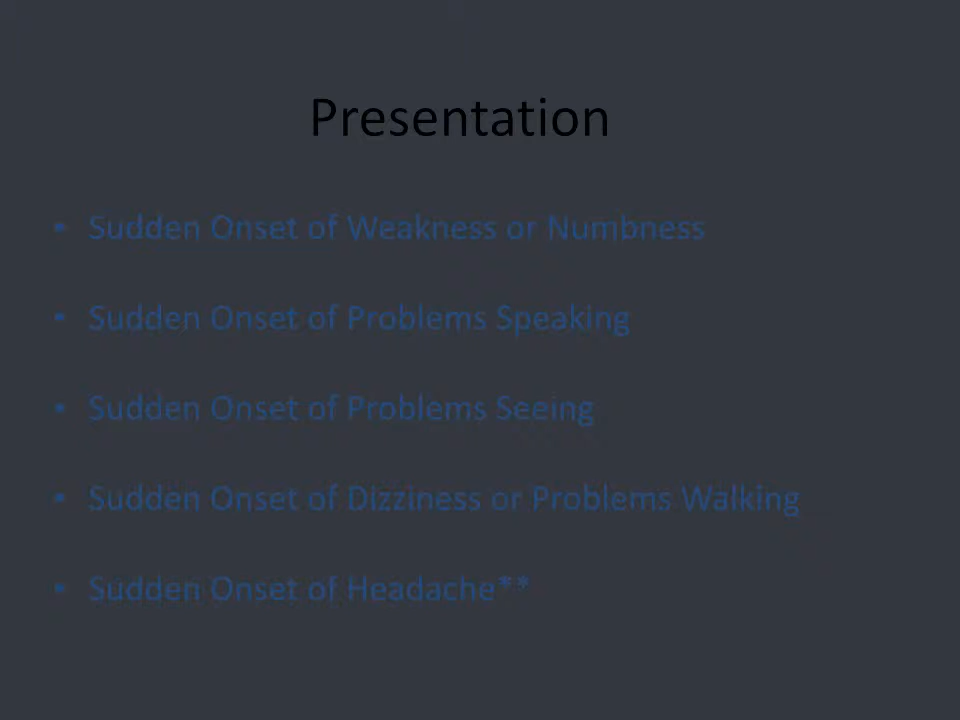 Presentation
• Sudden Onset of Weakness or Numbness
• Sudden Onset of Problems Speaking
• Sudden Onset of Problems Seeing
• Sudden Onset of Dizziness or Problems Walking
• Sudden Onset of Headache**